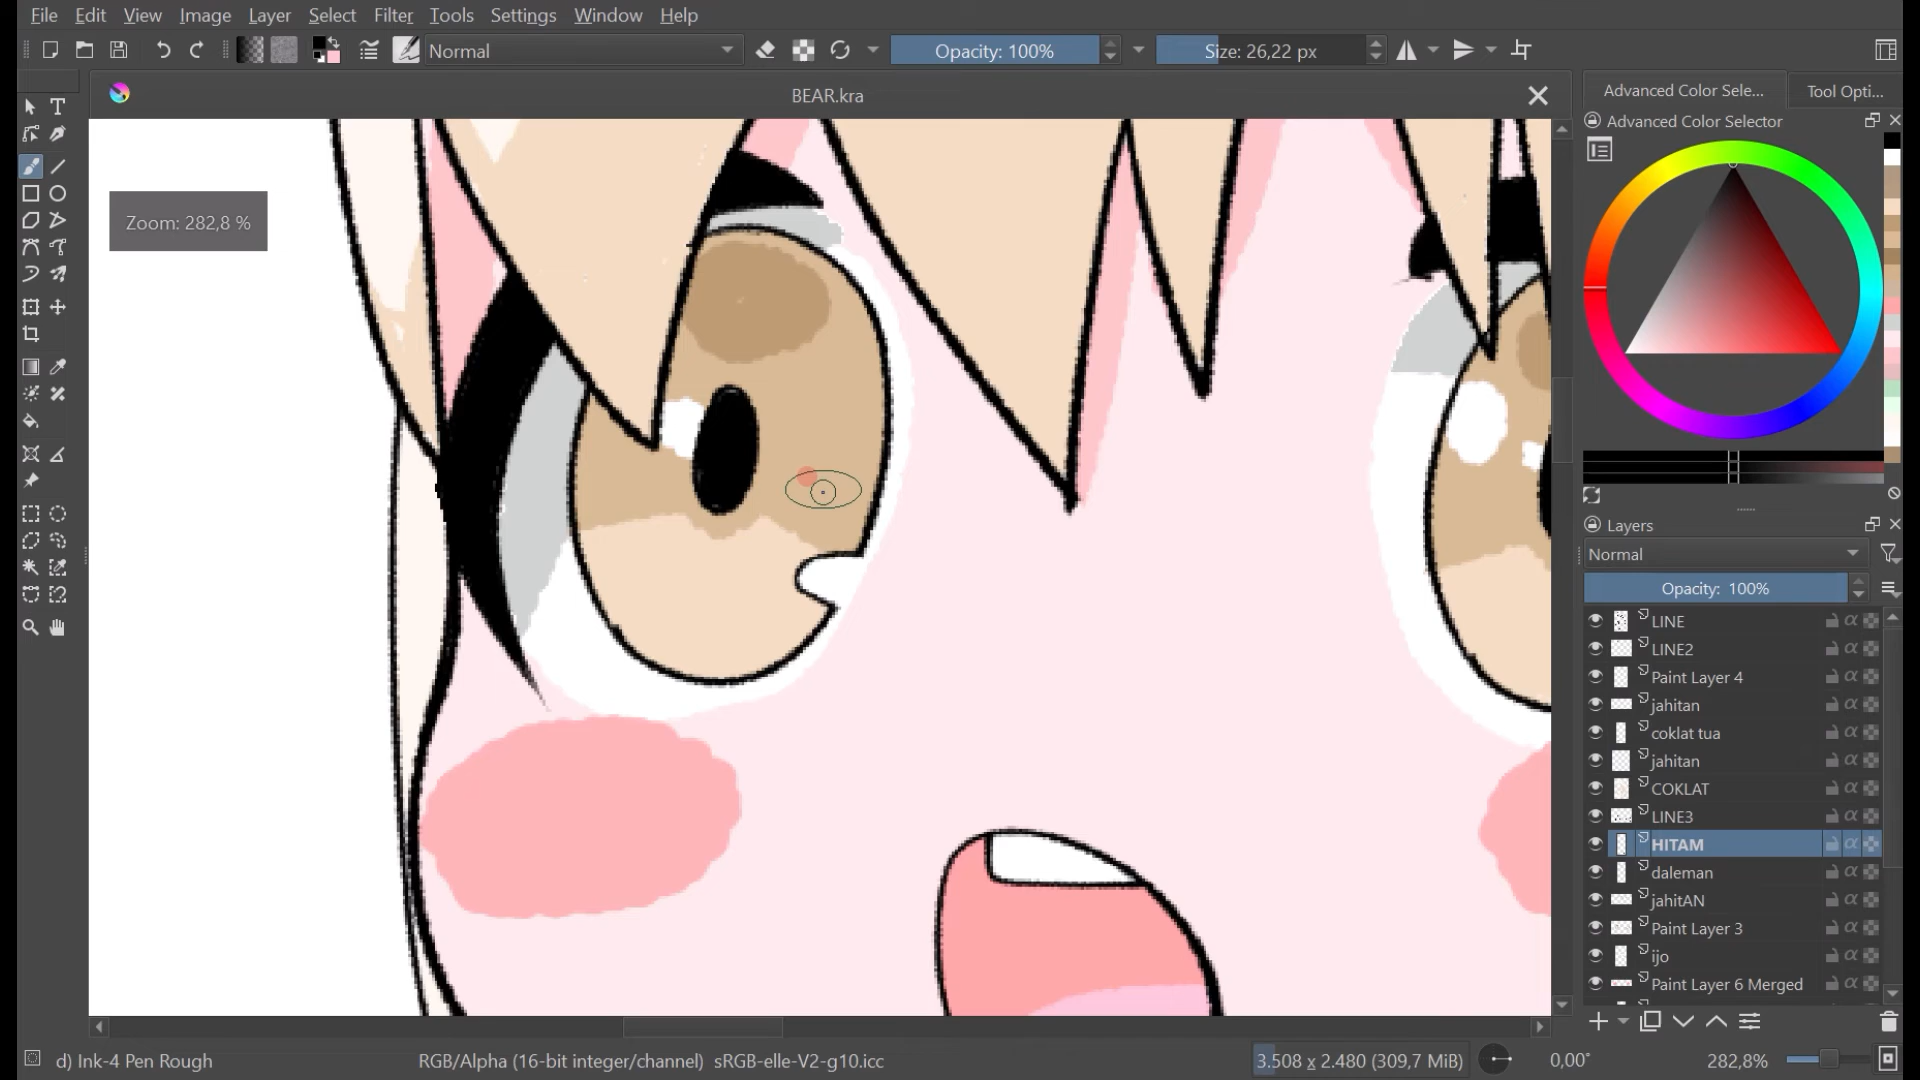 File Edit View Image Layer Select Filter Tools Settings Window Help
Normal Opacity: 100% Size: 26,22 px
BEAR.kra
Advanced Color Sele... Tool Opti...
Advanced Color Selector
Zoom: 282,8 %
Layers
Normal
Opacity: 100%
LINE
LINE2
Paint Layer 4
jahitan
coklat tua
jahitan
COKLAT
LINE3
HITAM
daleman
jahitAN
Paint Layer 3
ijo
Paint Layer 6 Merged
d) Ink-4 Pen Rough RGB/Alpha (16-bit integer/channel) sRGB-elle-V2-g10.icc 3.508 x 2.480 (309,7 MiB) 0,00° 282,8%